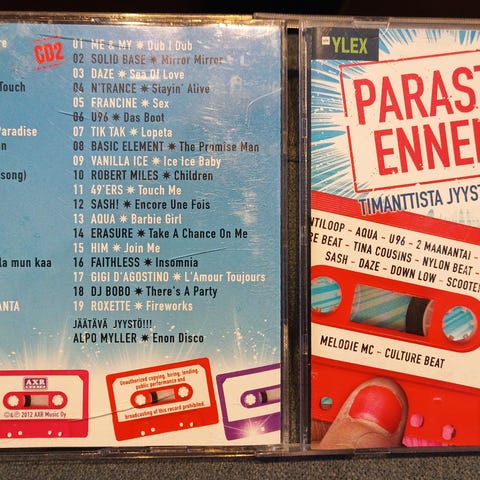 re
Touch
Paradise
n
song)
la mun kaa
ANTA
CD2
01 ME & MY ✷ Dub I Dub
02 SOLID BASE ✷ Mirror Mirror
03 DAZE ✷ Sea Of Love
04 N'TRANCE ✷ Stayin' Alive
05 FRANCINE ✷ Sex
06 U96 ✷ Das Boot
07 TIK TAK ✷ Lopeta
08 BASIC ELEMENT ✷ The Promise Man
09 VANILLA ICE ✷ Ice Ice Baby
10 ROBERT MILES ✷ Children
11 49'ERS ✷ Touch Me
12 SASH! ✷ Encore Une Fois
13 AQUA ✷ Barbie Girl
14 ERASURE ✷ Take A Chance On Me
15 HIM ✷ Join Me
16 FAITHLESS ✷ Insomnia
17 GIGI D'AGOSTINO ✷ L'Amour Toujours
18 DJ BOBO ✷ There's A Party
19 ROXETTE ✷ Fireworks
JÄÄTÄVÄ JYYSTÖ!!!
ALPO MYLLER ✷ Enon Disco
AXR
©&℗ 2012 AXR Music Oy
Unauthorized copying, hiring, lending,
public performance and
broadcasting of this record prohibited.
YLEX
PARAST
ENNEN
TIMANTTISTA JYYST
NTILOOP - AQUA - U96 - 2 MAANANTAI -
RE BEAT - TINA COUSINS - NYLON BEAT -
SASH - DAZE - DOWN LOW - SCOOTE
MELODIE MC - CULTURE BEAT